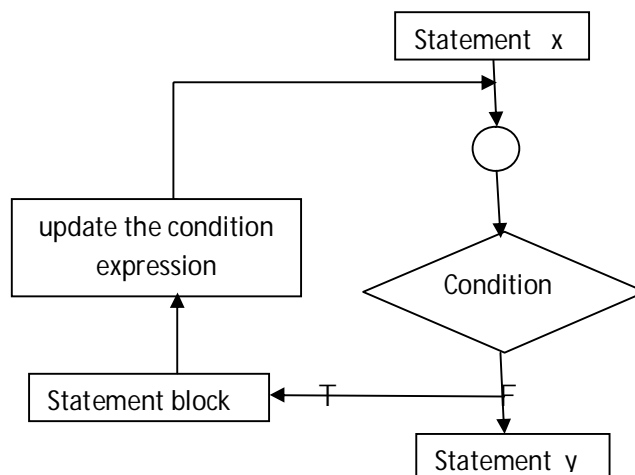 Statement x
update the condition
expression
Condition
Statement block
T
F
Statement y